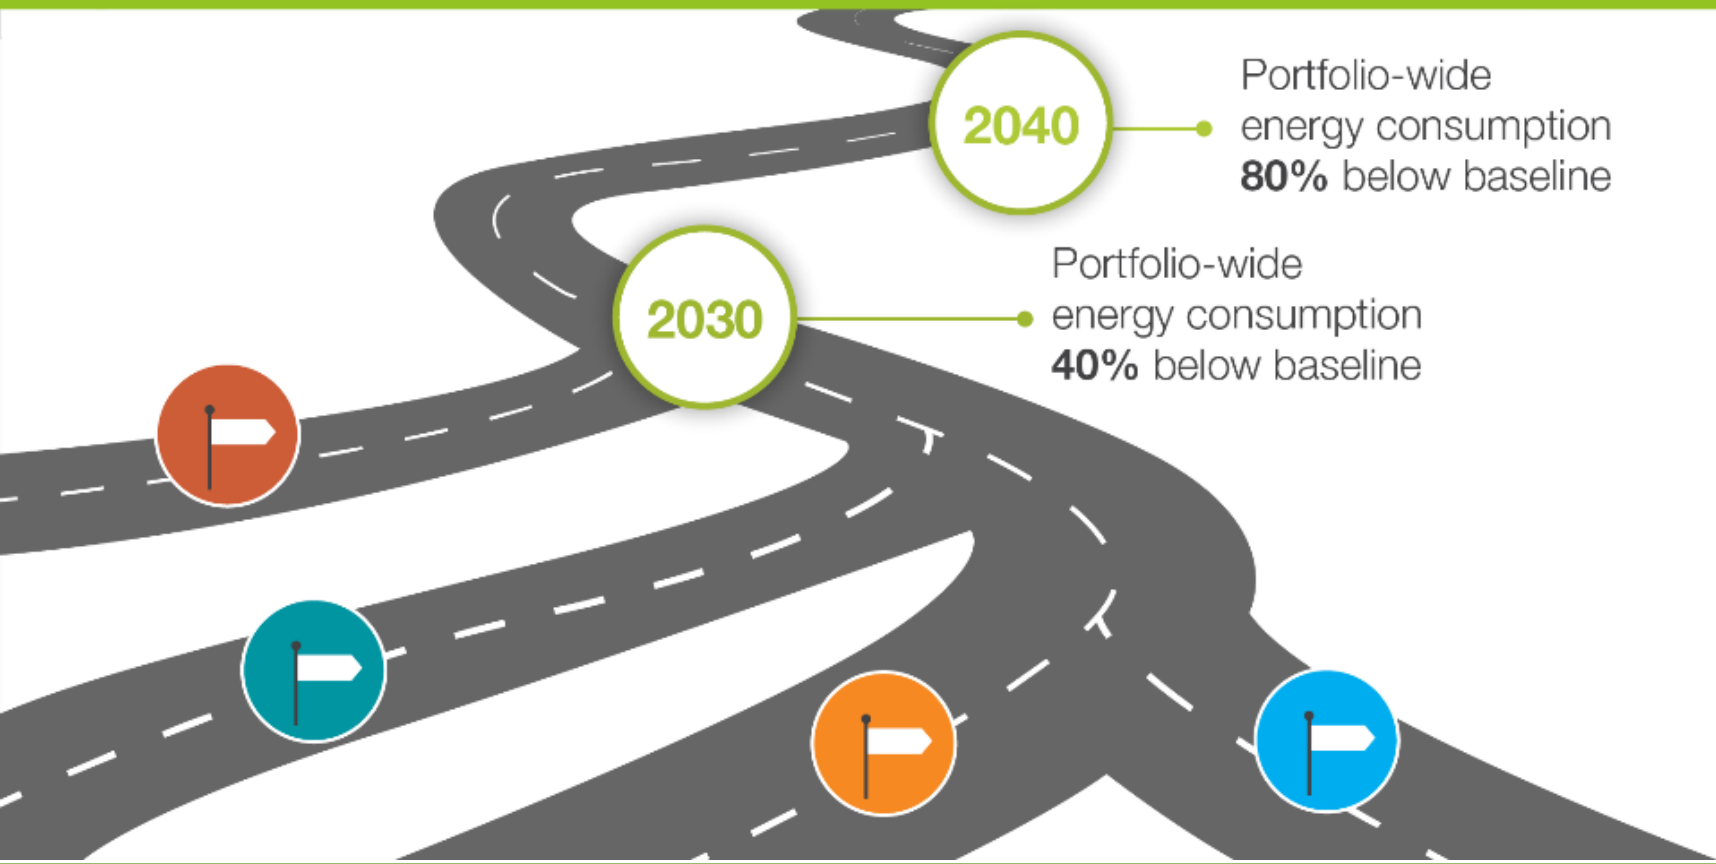 2040
Portfolio-wide
energy consumption
80% below baseline
2030
Portfolio-wide
energy consumption
40% below baseline